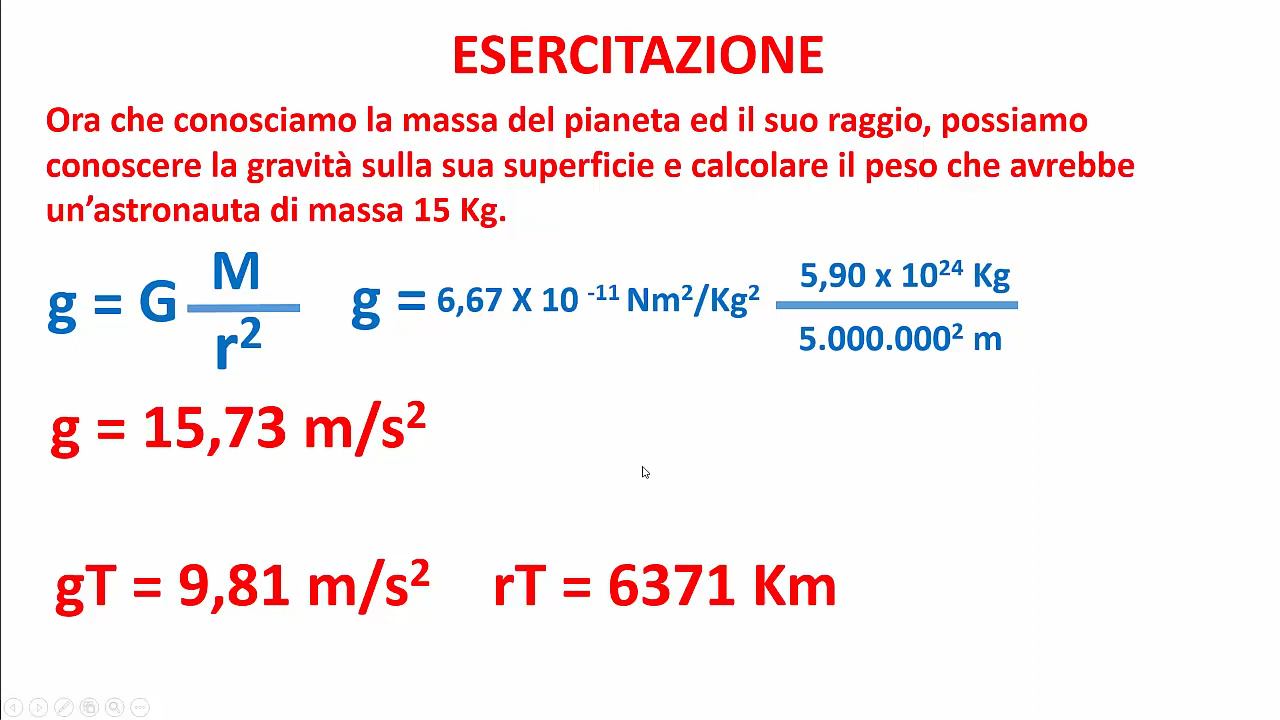 ESERCITAZIONE
Ora che conosciamo la massa del pianeta ed il suo raggio, possiamo
conoscere la gravità sulla sua superficie e calcolare il peso che avrebbe
un’astronauta di massa 15 Kg.
g = G M / r²
g = 6,67 X 10 ⁻¹¹ Nm²/Kg² 5,90 x 10²⁴ Kg / 5.000.000² m
g = 15,73 m/s²
gT = 9,81 m/s² rT = 6371 Km